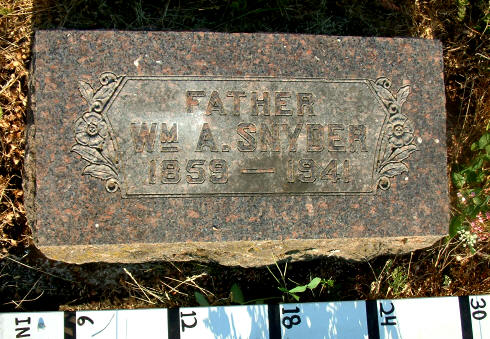 FATHER
WM A. SNYDER
1859 — 1941
IN 6 12 18 24 30